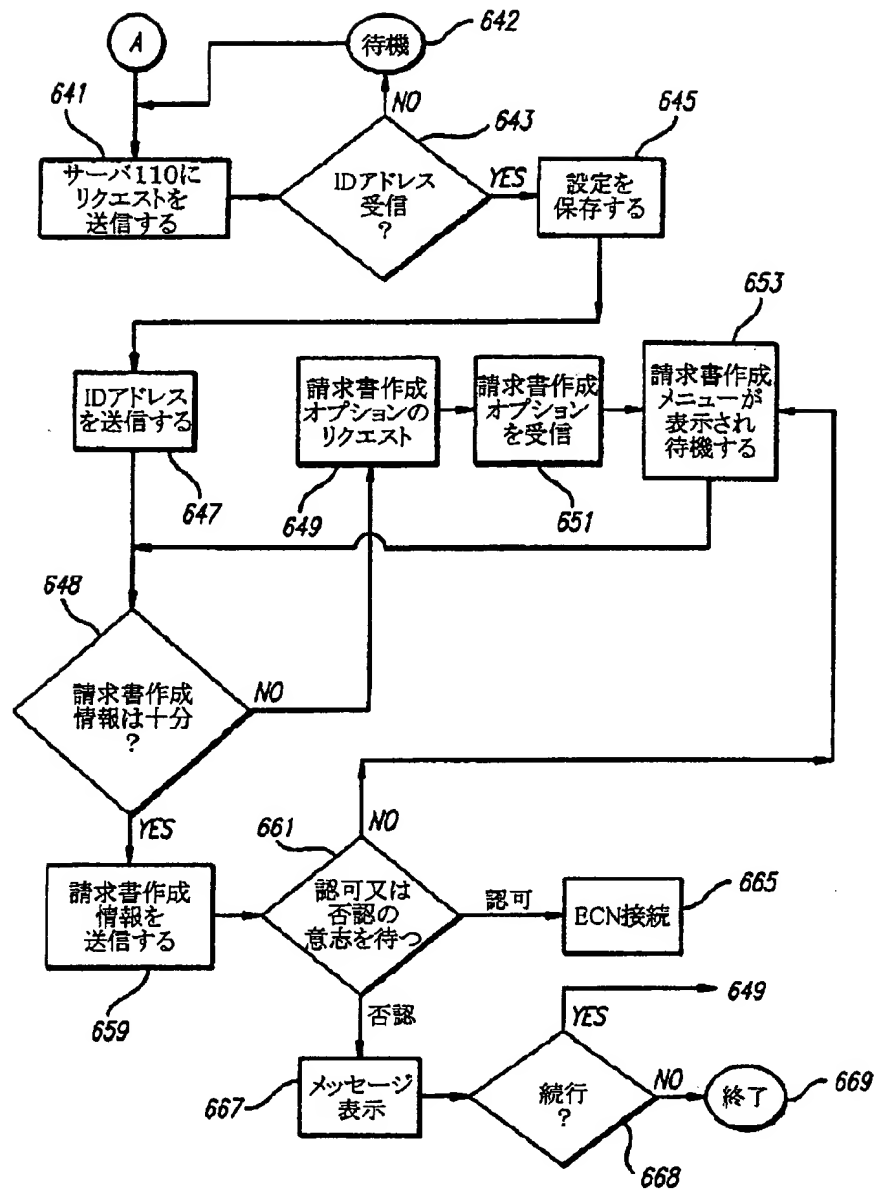 A
待機
642
641
NO
643
645
サーバ110に
リクエストを
送信する
IDアドレス
受信
?
YES
設定を
保存する
653
IDアドレス
を送信する
請求書作成
オプションの
リクエスト
請求書作成
オプション
を受信
請求書作成
メニューが
表示され
待機する
647
649
651
648
請求書作成
情報は十分
?
NO
YES
661
NO
請求書作成
情報を
送信する
認可又は
否認の
意志を待つ
認可
ECN接続
665
659
否認
YES
649
667
メッセージ
表示
続行
?
NO
終了
669
668